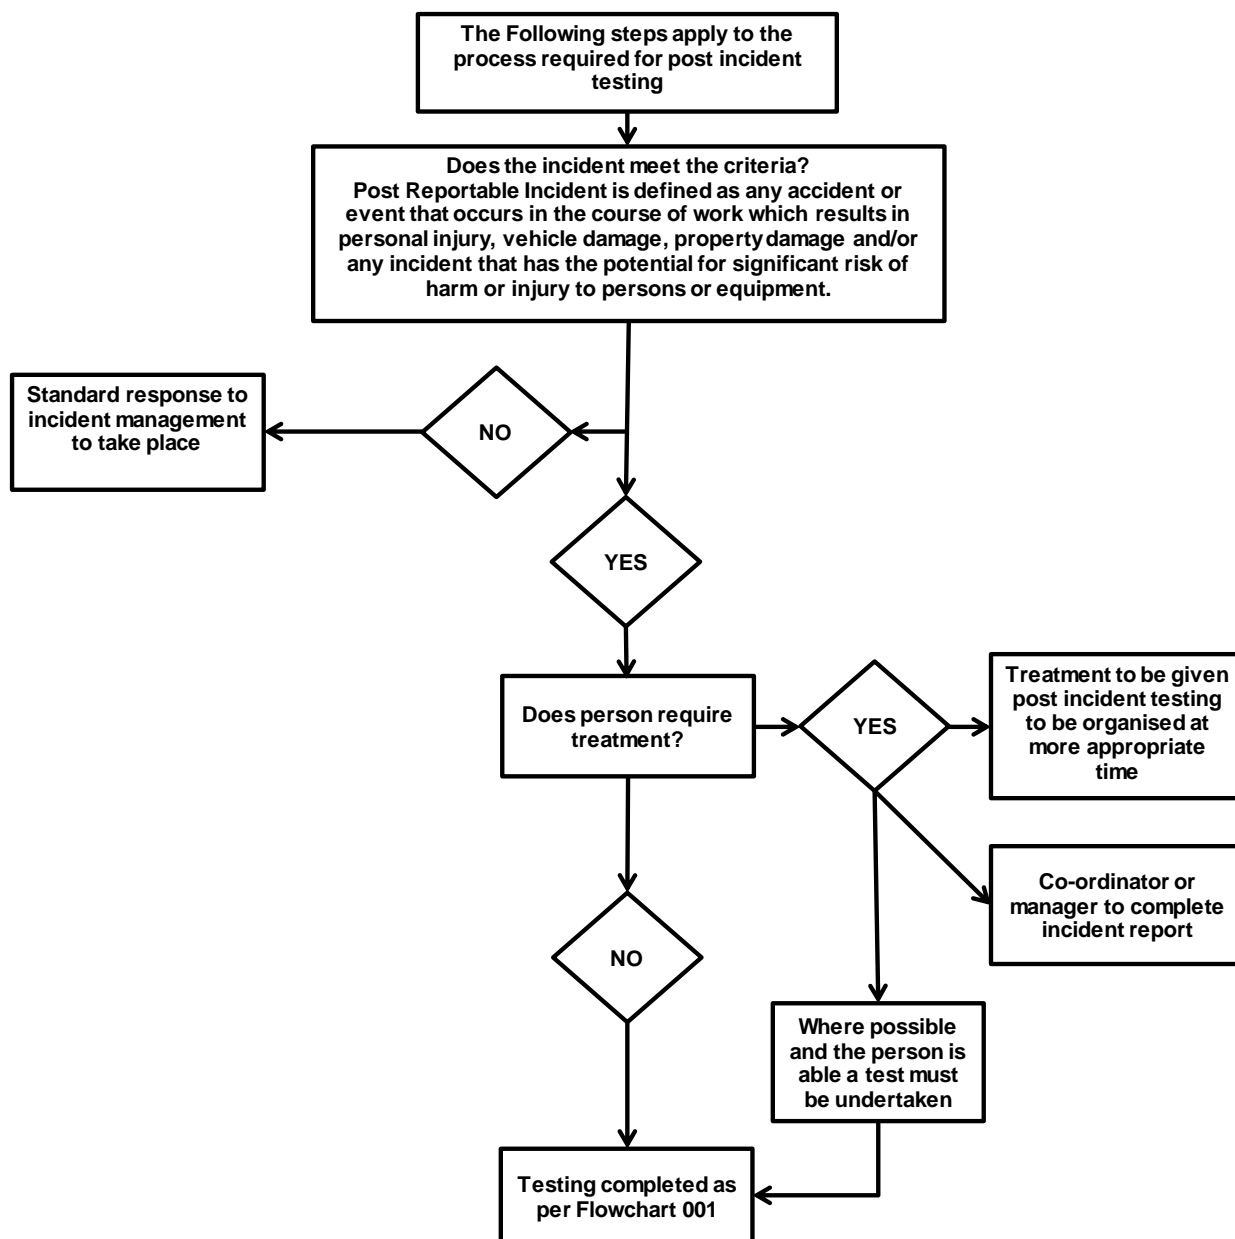 The Following steps apply to the
process required for post incident
testing
Does the incident meet the criteria?
Post Reportable Incident is defined as any accident or
event that occurs in the course of work which results in
personal injury, vehicle damage, property damage and/or
any incident that has the potential for significant risk of
harm or injury to persons or equipment.
Standard response to
incident management
to take place
NO
YES
Does person require
treatment?
YES
Treatment to be given
post incident testing
to be organised at
more appropriate
time
Co-ordinator or
manager to complete
incident report
NO
Where possible
and the person is
able a test must
be undertaken
Testing completed as
per Flowchart 001